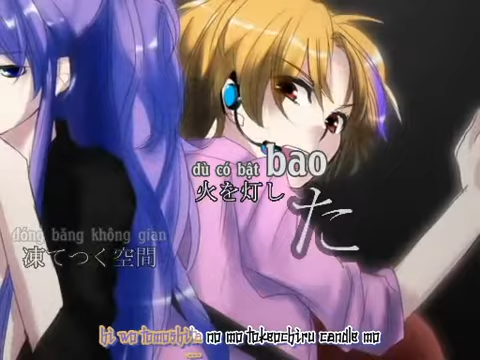 dù có bật bao
火を灯した
đóng băng không gian
凍てつく空間
hi wo tomoshita no mo tokeochiru candle mo